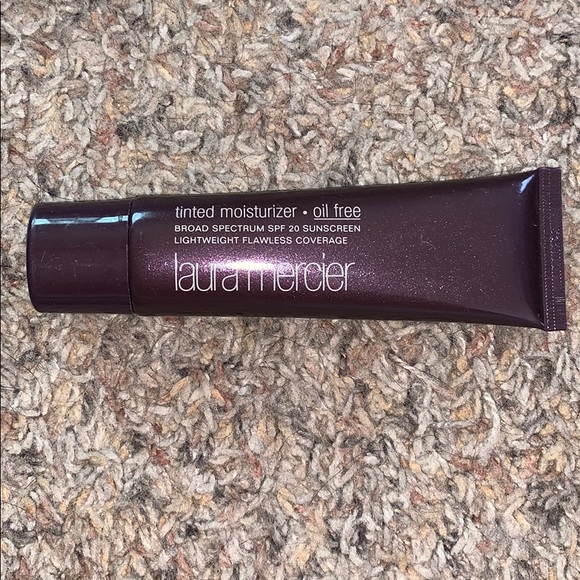 tinted moisturizer • oil free
BROAD SPECTRUM SPF 20 SUNSCREEN
LIGHTWEIGHT FLAWLESS COVERAGE
laura mercier